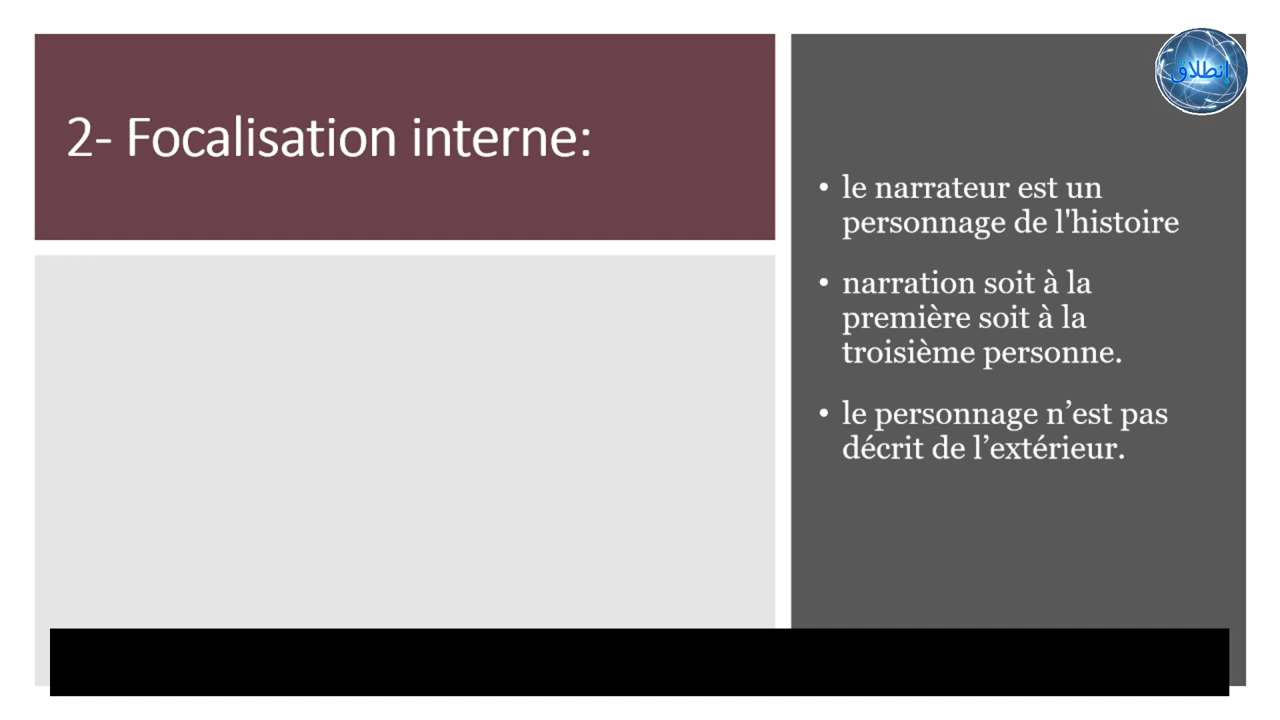 2- Focalisation interne:
إنطلاق
• le narrateur est un
personnage de l'histoire
• narration soit à la
première soit à la
troisième personne.
• le personnage n’est pas
décrit de l’extérieur.